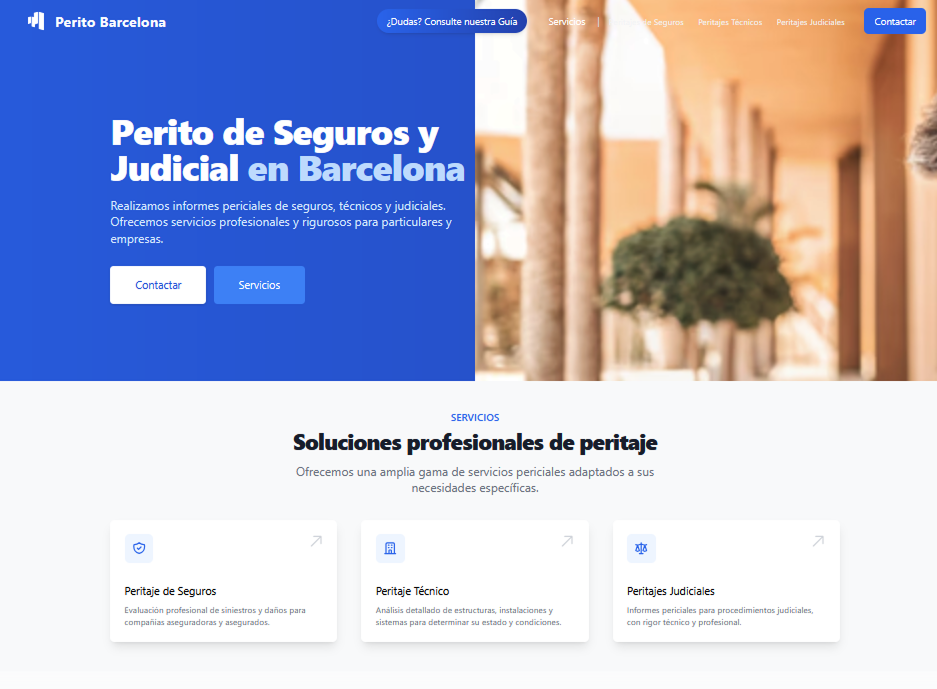 Perito Barcelona
¿Dudas? Consulte nuestra Guía
Servicios |
de Seguros
Peritajes Técnicos
Peritajes Judiciales
Contactar
Perito de Seguros y
Judicial en Barcelona
Realizamos informes periciales de seguros, técnicos y judiciales.
Ofrecemos servicios profesionales y rigurosos para particulares y
empresas.
Contactar
Servicios
SERVICIOS
Soluciones profesionales de peritaje
Ofrecemos una amplia gama de servicios periciales adaptados a sus
necesidades específicas.
Peritaje de Seguros
Evaluación profesional de siniestros y daños para
compañías aseguradoras y asegurados.
Peritaje Técnico
Análisis detallado de estructuras, instalaciones y
sistemas para determinar su estado y condiciones.
Peritajes Judiciales
Informes periciales para procedimientos judiciales,
con rigor técnico y profesional.